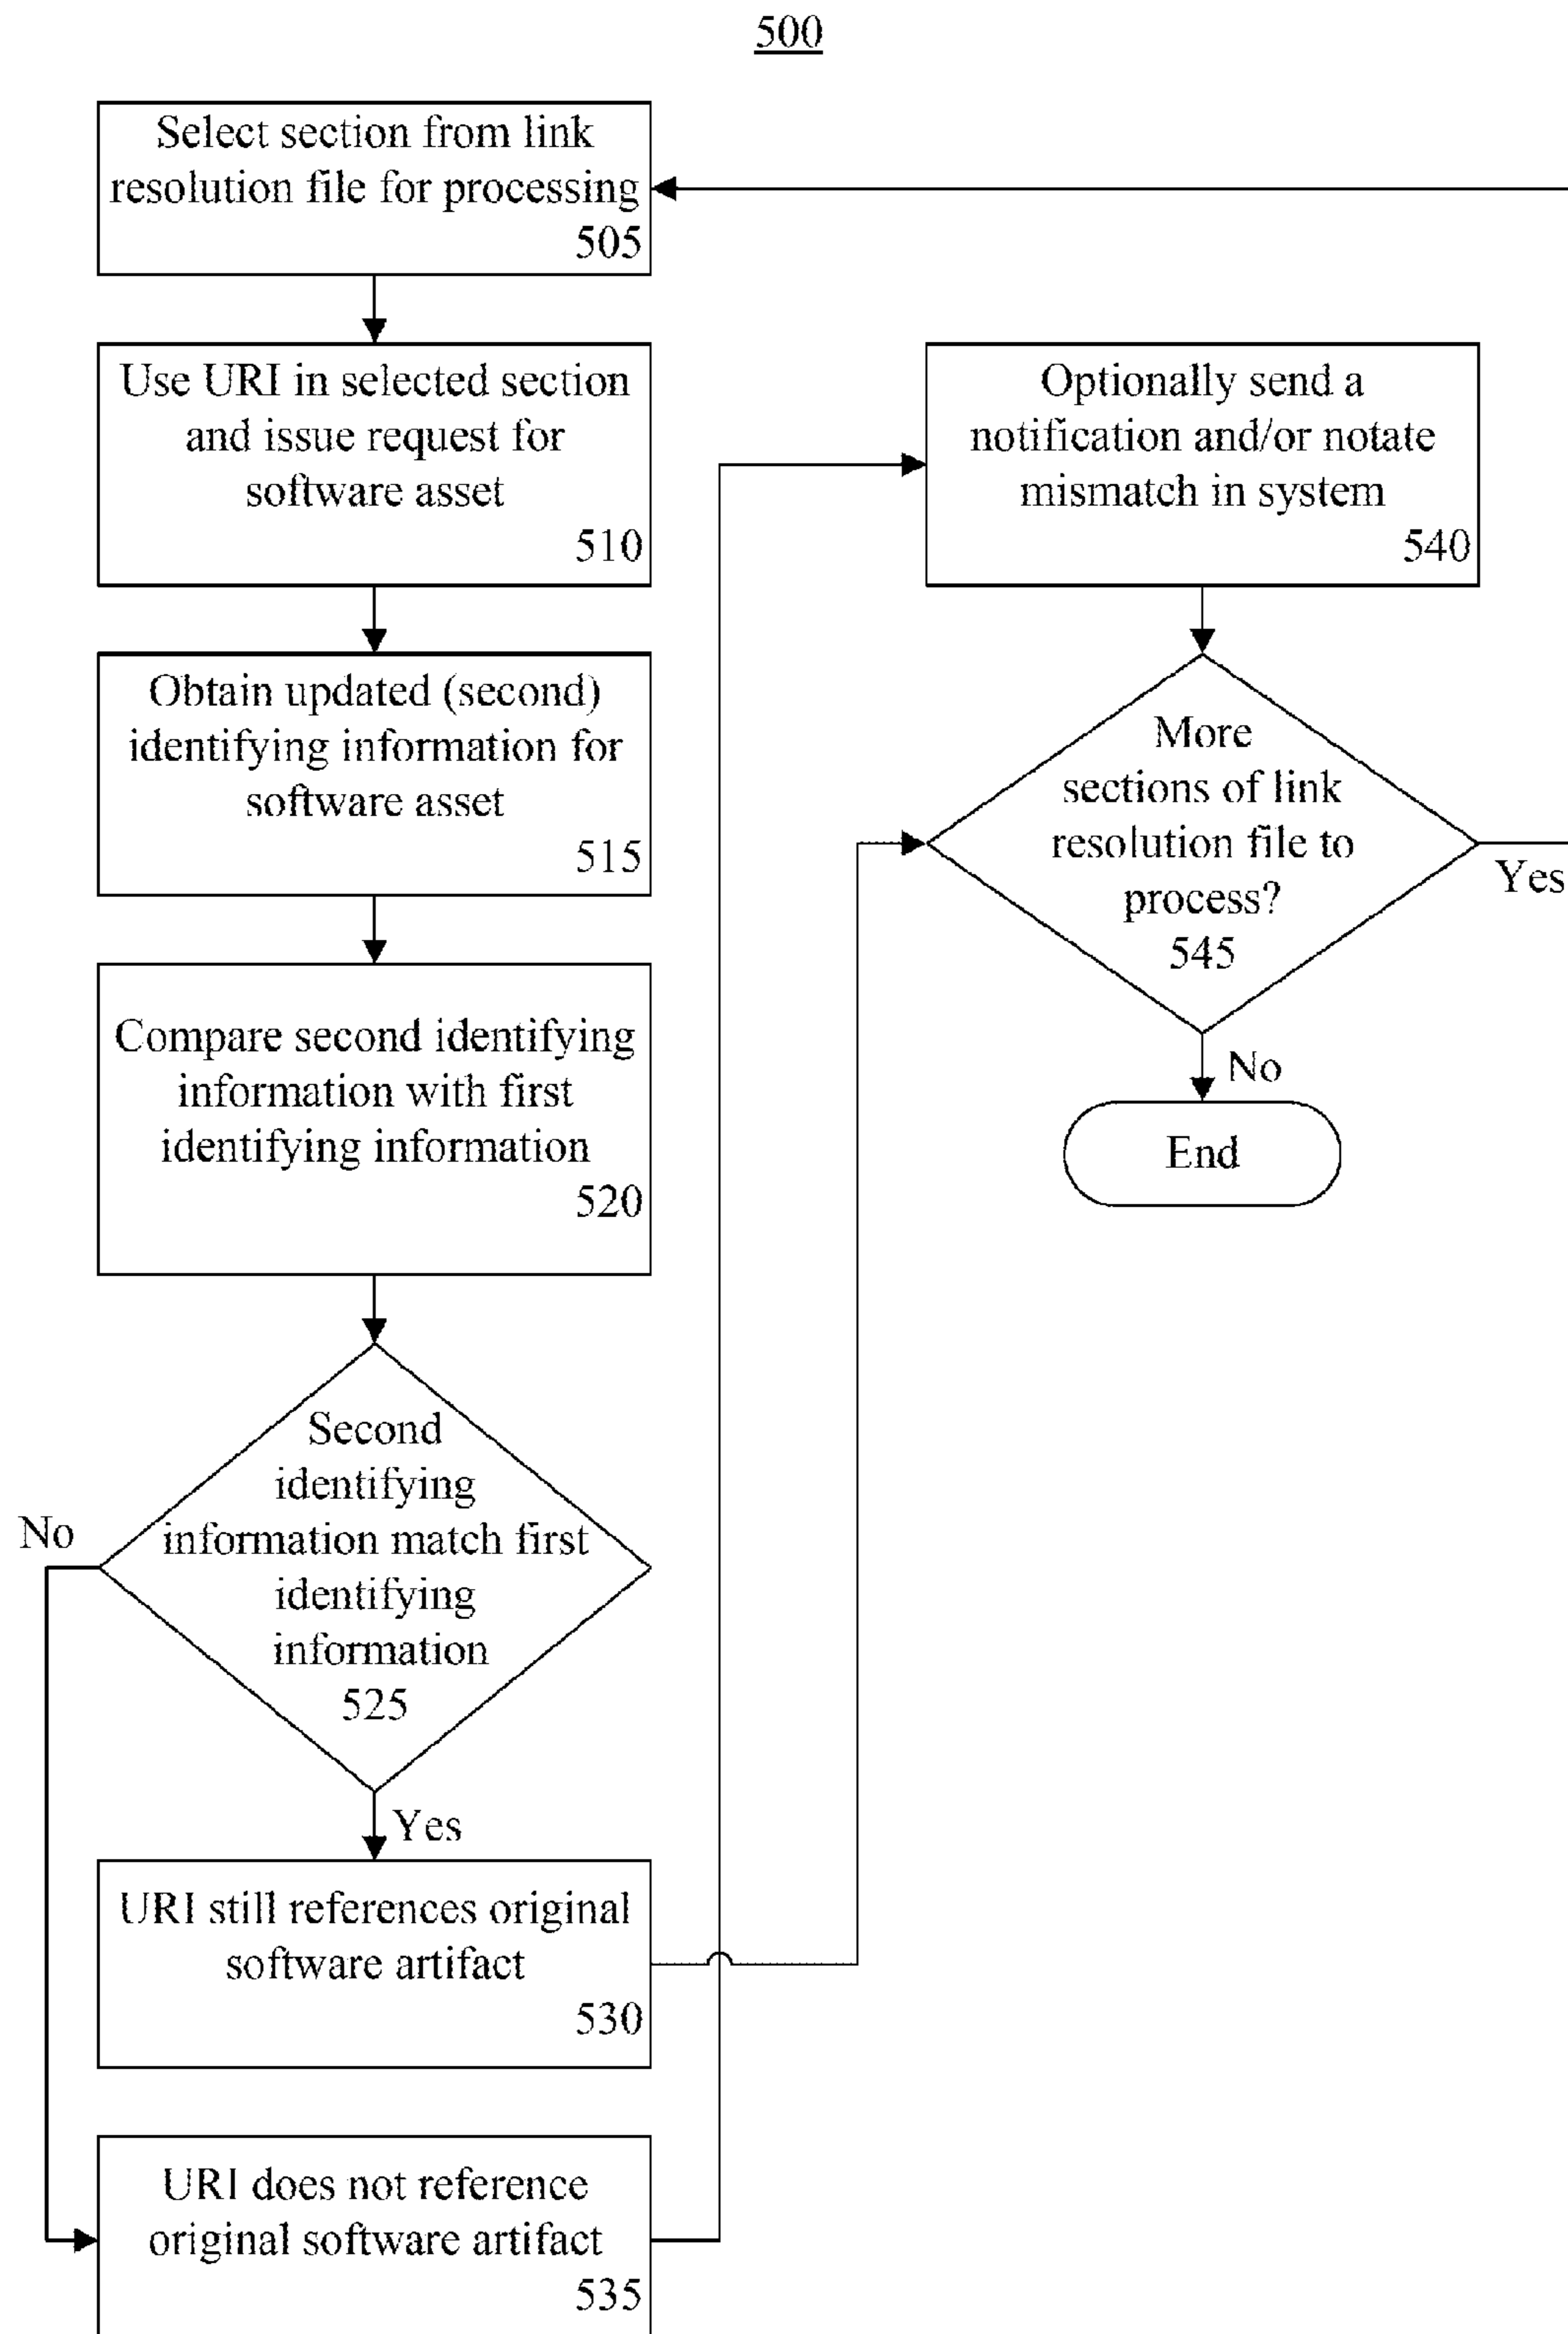 500
Select section from link
resolution file for processing
505
Use URI in selected section
and issue request for
software asset
510
Obtain updated (second)
identifying information for
software asset
515
Compare second identifying
information with first
identifying information
520
Second
identifying
information match first
identifying
information
525
No
Yes
URI still references original
software artifact
530
URI does not reference
original software artifact
535
Optionally send a
notification and/or notate
mismatch in system
540
More
sections of link
resolution file to
process?
545
Yes
No
End